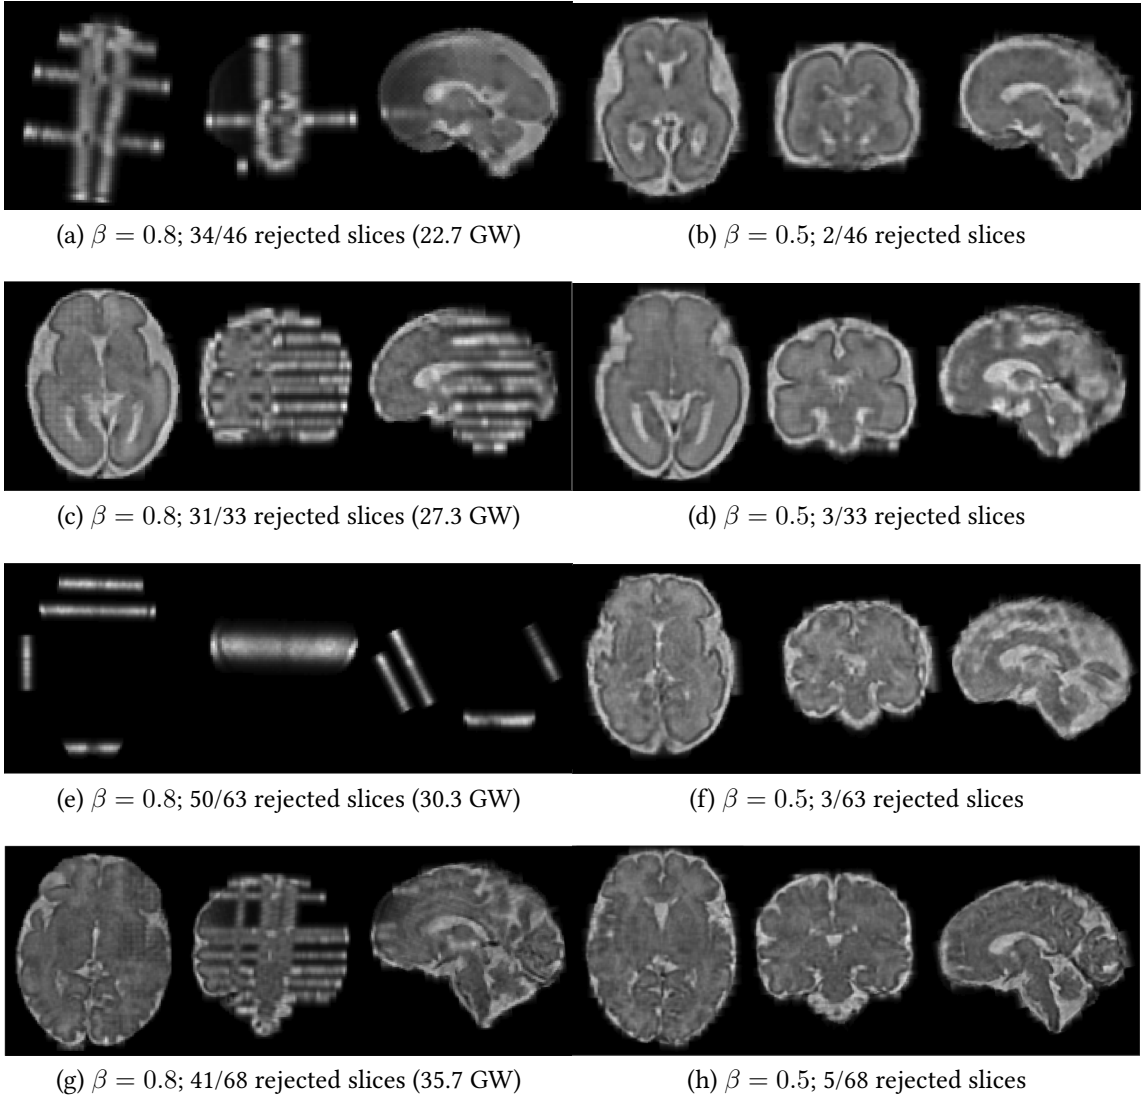 (a) β = 0.8; 34/46 rejected slices (22.7 GW)
(b) β = 0.5; 2/46 rejected slices
(c) β = 0.8; 31/33 rejected slices (27.3 GW)
(d) β = 0.5; 3/33 rejected slices
(e) β = 0.8; 50/63 rejected slices (30.3 GW)
(f) β = 0.5; 3/63 rejected slices
(g) β = 0.8; 41/68 rejected slices (35.7 GW)
(h) β = 0.5; 5/68 rejected slices